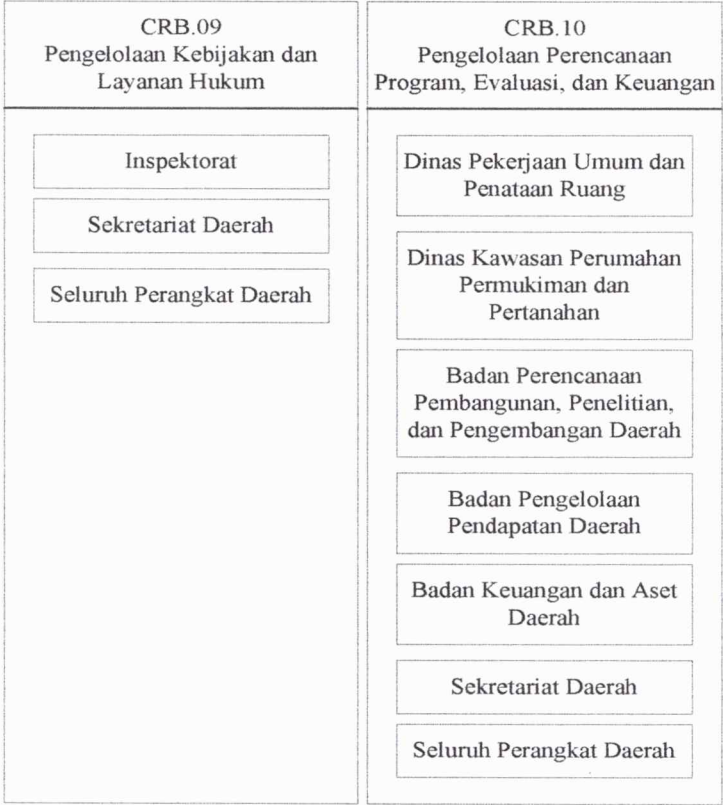 CRB.09
Pengelolaan Kebijakan dan
Layanan Hukum
Inspektorat
Sekretariat Daerah
Seluruh Perangkat Daerah
CRB.10
Pengelolaan Perencanaan
Program, Evaluasi, dan Keuangan
Dinas Pekerjaan Umum dan
Penataan Ruang
Dinas Kawasan Perumahan
Permukiman dan
Pertanahan
Badan Perencanaan
Pembangunan, Penelitian,
dan Pengembangan Daerah
Badan Pengelolaan
Pendapatan Daerah
Badan Keuangan dan Aset
Daerah
Sekretariat Daerah
Seluruh Perangkat Daerah